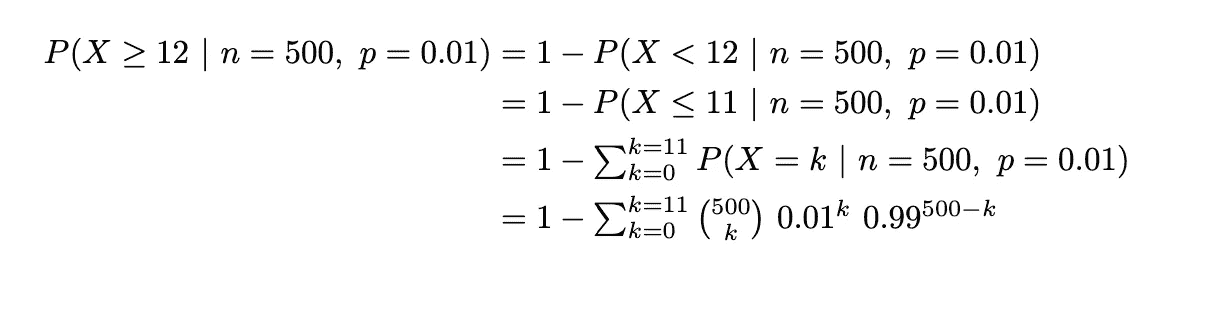 P(X ≥ 12 | n = 500, p = 0.01) = 1 − P(X < 12 | n = 500, p = 0.01)
= 1 − P(X ≤ 11 | n = 500, p = 0.01)
= 1 − ∑_{k=0}^{k=11} P(X = k | n = 500, p = 0.01)
= 1 − ∑_{k=0}^{k=11} \binom{500}{k} 0.01^k 0.99^{500−k}